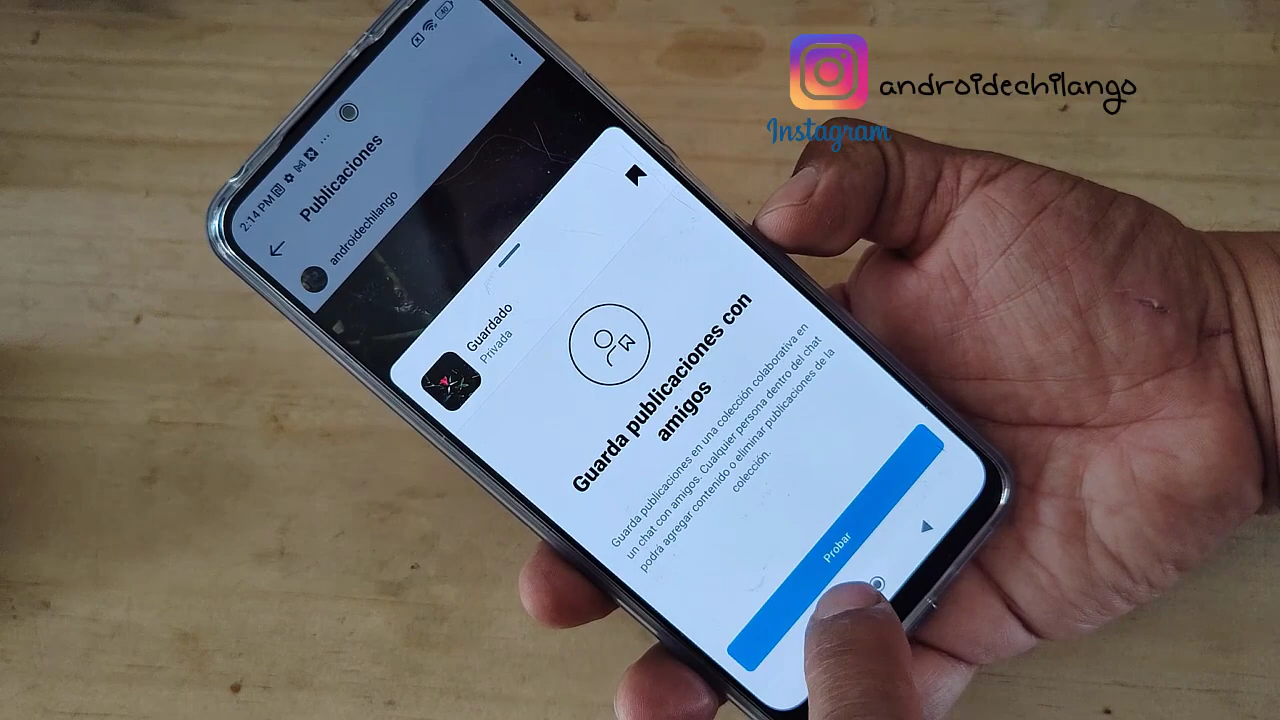 androidechilango
Instagram
2:14 PM
40
Publicaciones
androidechilango
Guardado
Privada
Guarda publicaciones con
amigos
Guarda publicaciones en una colección colaborativa en
un chat con amigos. Cualquier persona dentro del chat
podrá agregar contenido o eliminar publicaciones de la
colección.
Probar